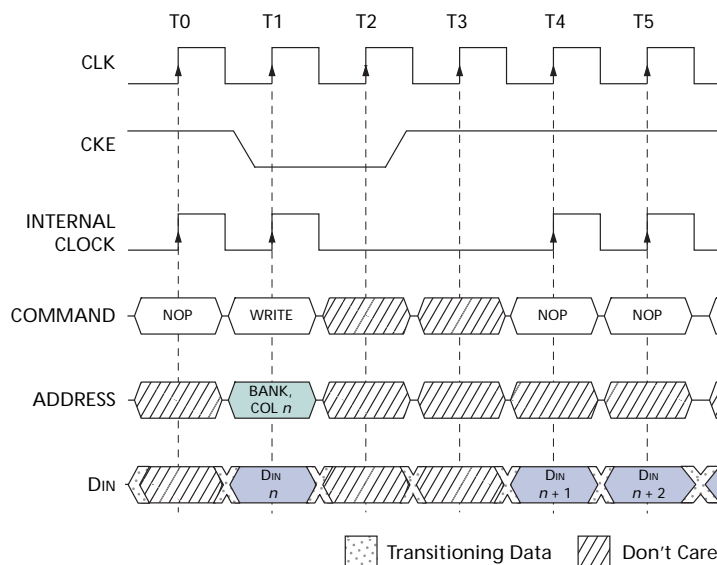 T0 T1 T2 T3 T4 T5
CLK
CKE
INTERNAL
CLOCK
COMMAND NOP WRITE NOP NOP
ADDRESS BANK,
COL n
DIN DIN
n DIN
n + 1 DIN
n + 2
Transitioning Data Don't Care